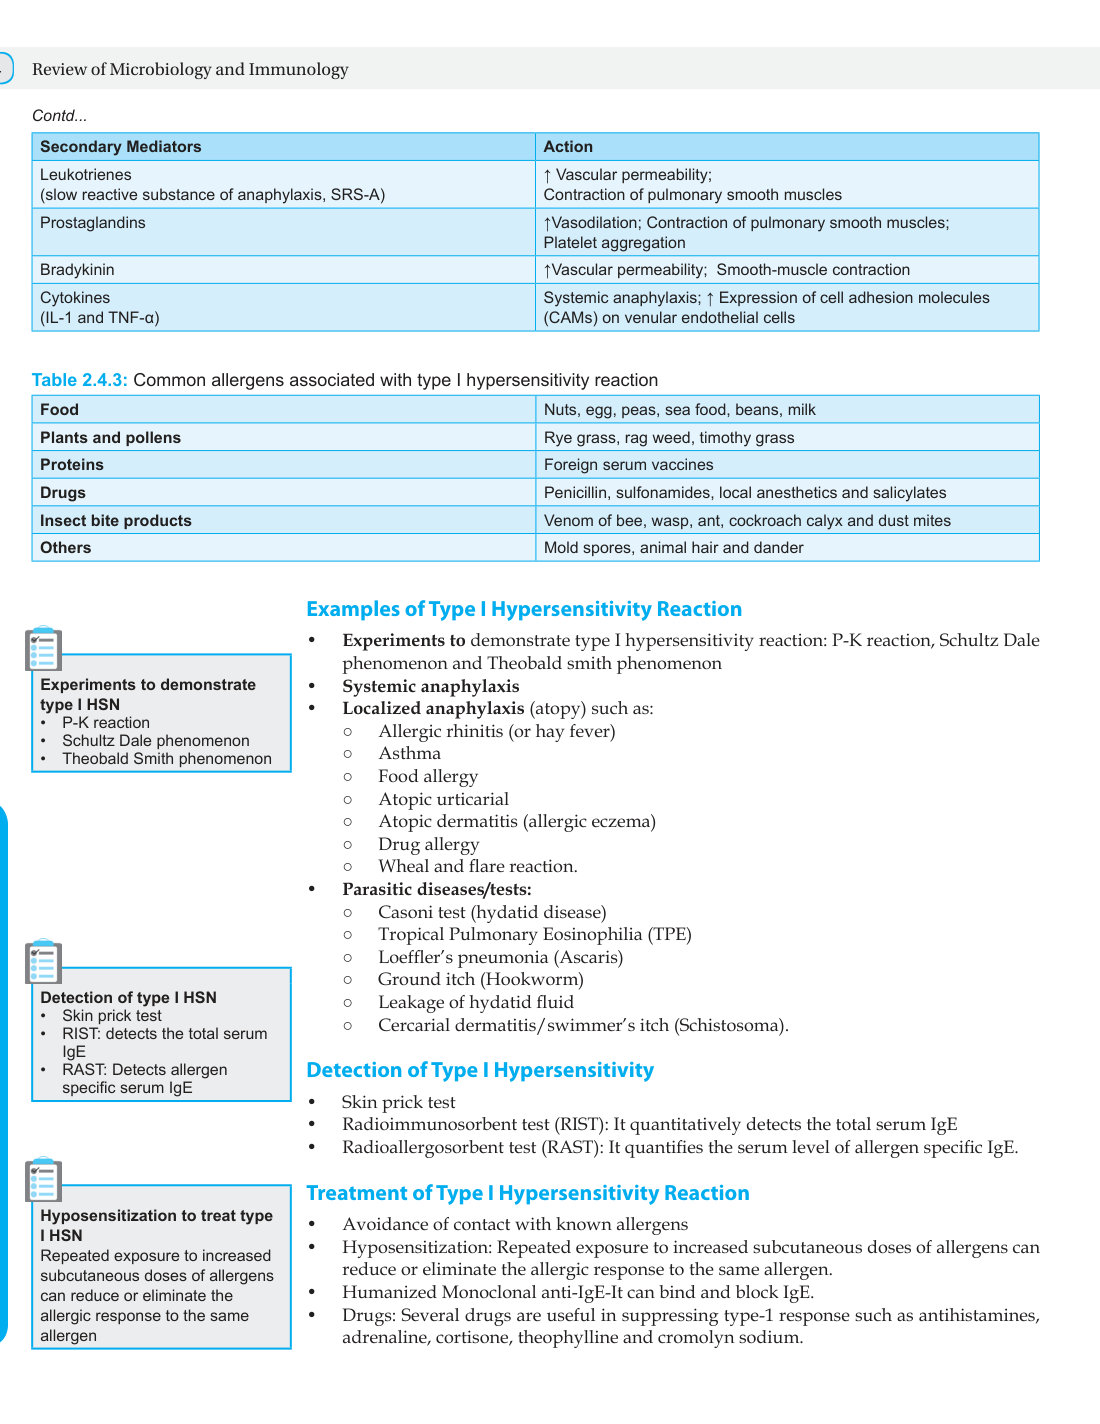 Review of Microbiology and Immunology
Contd...
Secondary Mediators Action
Leukotrienes ↑ Vascular permeability;
(slow reactive substance of anaphylaxis, SRS-A) Contraction of pulmonary smooth muscles
Prostaglandins ↑Vasodilation; Contraction of pulmonary smooth muscles;
Platelet aggregation
Bradykinin ↑Vascular permeability; Smooth-muscle contraction
Cytokines Systemic anaphylaxis; ↑ Expression of cell adhesion molecules
(IL-1 and TNF-α) (CAMs) on venular endothelial cells
Table 2.4.3: Common allergens associated with type I hypersensitivity reaction
Food Nuts, egg, peas, sea food, beans, milk
Plants and pollens Rye grass, rag weed, timothy grass
Proteins Foreign serum vaccines
Drugs Penicillin, sulfonamides, local anesthetics and salicylates
Insect bite products Venom of bee, wasp, ant, cockroach calyx and dust mites
Others Mold spores, animal hair and dander
Examples of Type I Hypersensitivity Reaction
• Experiments to demonstrate type I hypersensitivity reaction: P-K reaction, Schultz Dale
phenomenon and Theobald smith phenomenon
• Systemic anaphylaxis
• Localized anaphylaxis (atopy) such as:
○ Allergic rhinitis (or hay fever)
○ Asthma
○ Food allergy
○ Atopic urticarial
○ Atopic dermatitis (allergic eczema)
○ Drug allergy
○ Wheal and flare reaction.
• Parasitic diseases/tests:
○ Casoni test (hydatid disease)
○ Tropical Pulmonary Eosinophilia (TPE)
○ Loeffler's pneumonia (Ascaris)
○ Ground itch (Hookworm)
○ Leakage of hydatid fluid
○ Cercarial dermatitis/swimmer's itch (Schistosoma).
Experiments to demonstrate
type I HSN
• P-K reaction
• Schultz Dale phenomenon
• Theobald Smith phenomenon
Detection of type I HSN
• Skin prick test
• RIST: detects the total serum
IgE
• RAST: Detects allergen
specific serum IgE
Detection of Type I Hypersensitivity
• Skin prick test
• Radioimmunosorbent test (RIST): It quantitatively detects the total serum IgE
• Radioallergosorbent test (RAST): It quantifies the serum level of allergen specific IgE.
Hyposensitization to treat type
I HSN
Repeated exposure to increased
subcutaneous doses of allergens
can reduce or eliminate the
allergic response to the same
allergen
Treatment of Type I Hypersensitivity Reaction
• Avoidance of contact with known allergens
• Hyposensitization: Repeated exposure to increased subcutaneous doses of allergens can
reduce or eliminate the allergic response to the same allergen.
• Humanized Monoclonal anti-IgE-It can bind and block IgE.
• Drugs: Several drugs are useful in suppressing type-1 response such as antihistamines,
adrenaline, cortisone, theophylline and cromolyn sodium.